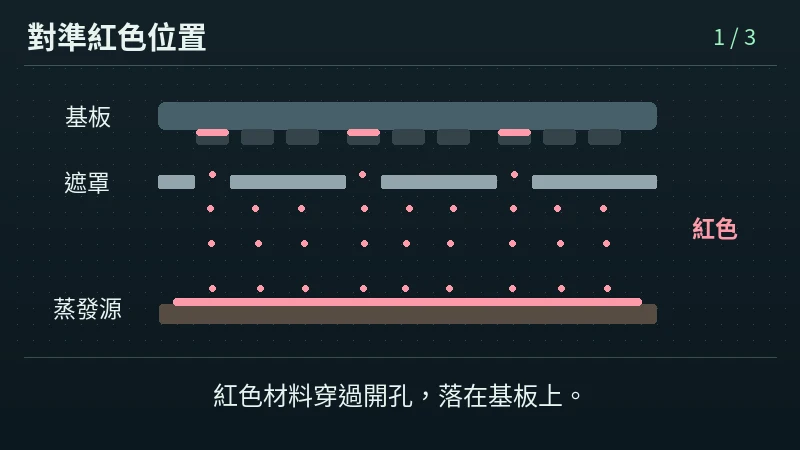 對準紅色位置
1 / 3
基板
遮罩
紅色
蒸發源
紅色材料穿過開孔，落在基板上。